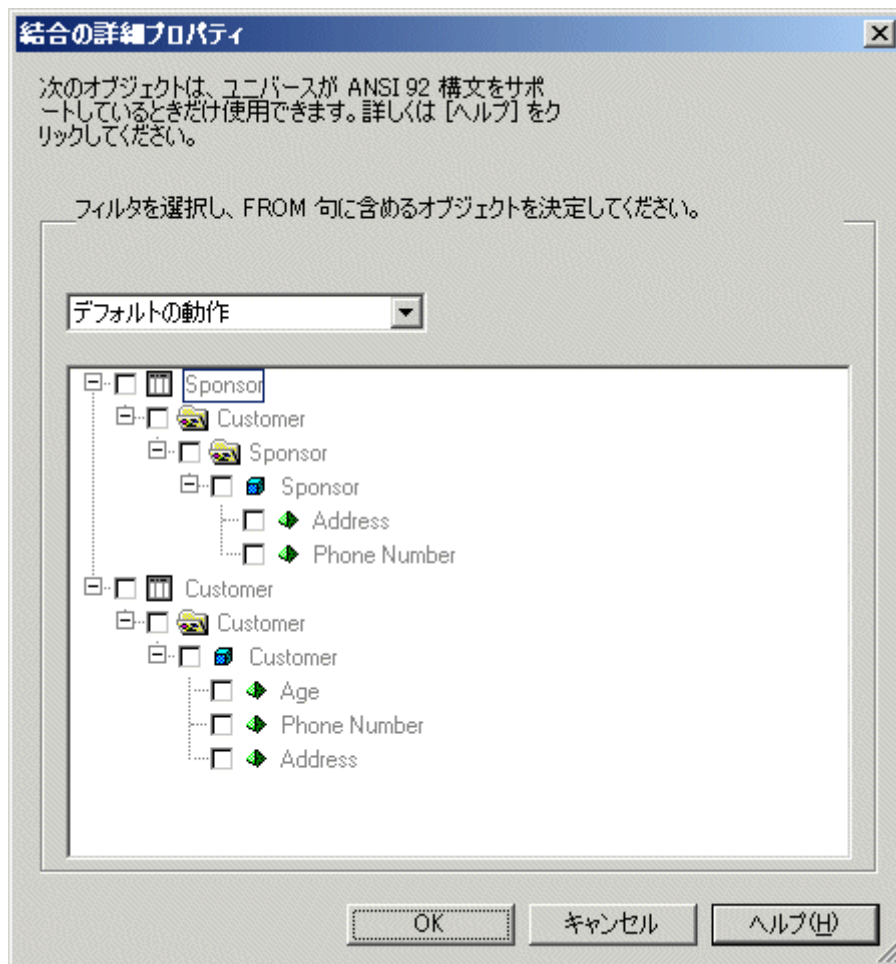 結合の詳細プロパティ
次のオブジェクトは、ユニバースが ANSI 92 構文をサポ
ートしているときだけ使用できます。詳しくは [ヘルプ] をク
リックしてください。
フィルタを選択し、FROM 句に含めるオブジェクトを決定してください。
デフォルトの動作
Sponsor
Customer
Sponsor
Sponsor
Address
Phone Number
Customer
Customer
Customer
Age
Phone Number
Address
OK キャンセル ヘルプ(H)